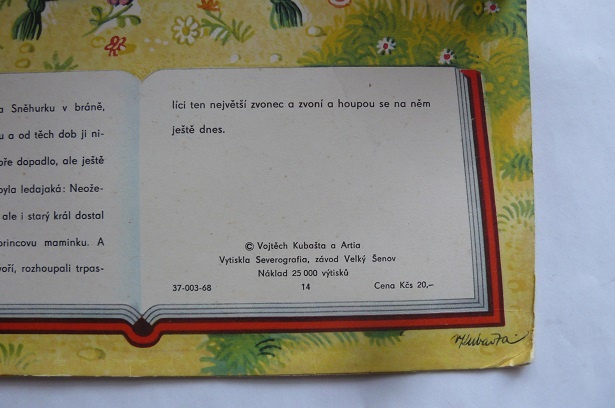 a Sněhurku v bráně,
u a od těch dob ji ni-
ře dopadlo, ale ještě
byla ledajaká: Neože-
ale i starý král dostal
princovu maminku. A
voří, rozhoupali trpas-
líci ten největší zvonec a zvoní a houpou se na něm
ještě dnes.
© Vojtěch Kubašta a Artia
Vytiskla Severografia, závod Velký Šenov
Náklad 25 000 výtisků
37-003-68 14 Cena Kčs 20,-
VKubašta